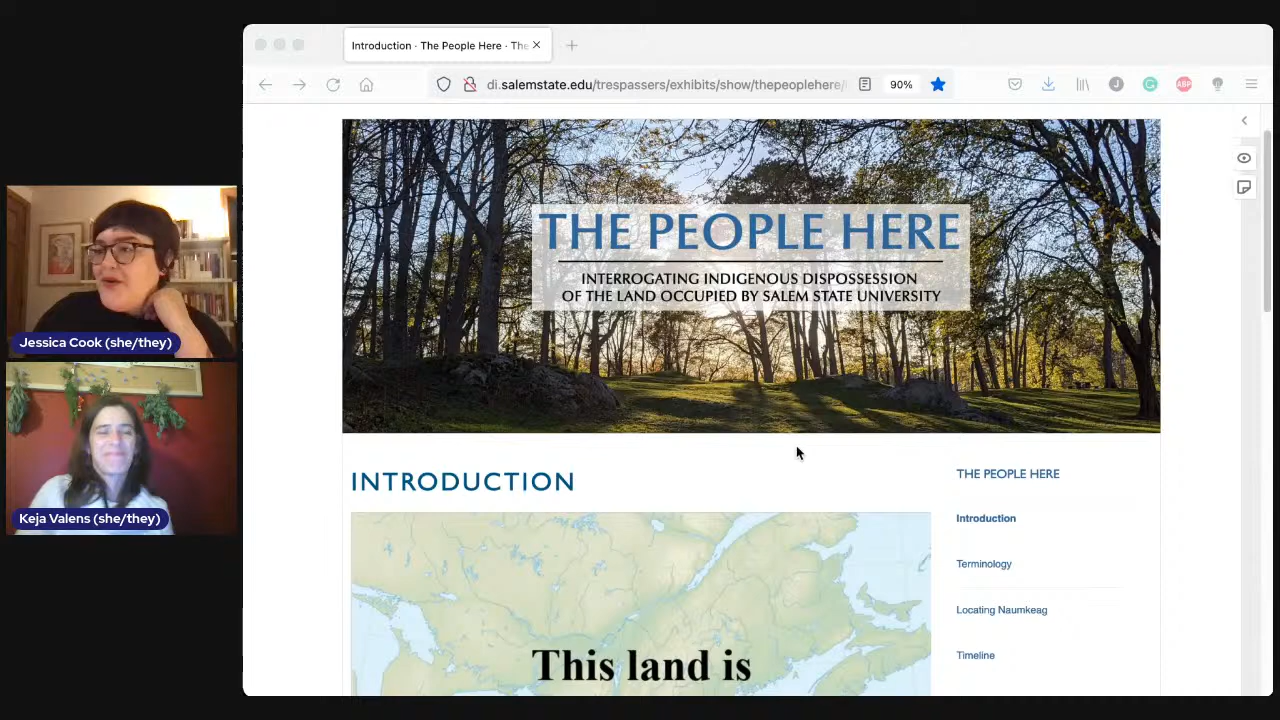 Introduction · The People Here · The
di.salemstate.edu/trespassers/exhibits/show/thepeoplehere/
90%
J
ABP
THE PEOPLE HERE
INTERROGATING INDIGENOUS DISPOSSESSION
OF THE LAND OCCUPIED BY SALEM STATE UNIVERSITY
Jessica Cook (she/they)
Keja Valens (she/they)
INTRODUCTION
This land is
THE PEOPLE HERE
Introduction
Terminology
Locating Naumkeag
Timeline